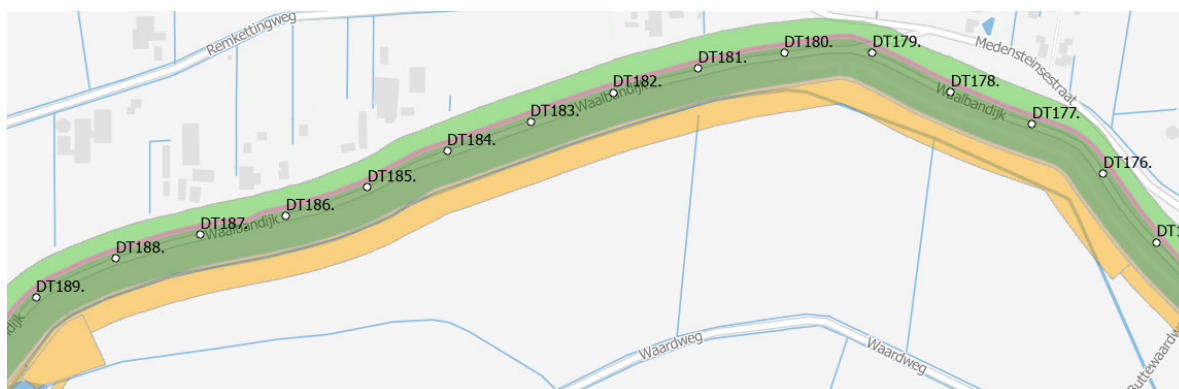 Remkettingweg
DT180.
DT179.
Medensteinsestraat
DT181.
DT182.
Waalbandijk
DT178.
Waalbandijk
DT183.
DT177.
DT184.
DT176.
DT185.
DT186.
DT187.
Waalbandijk
DT188.
DT189.
Waardweg
Waardweg